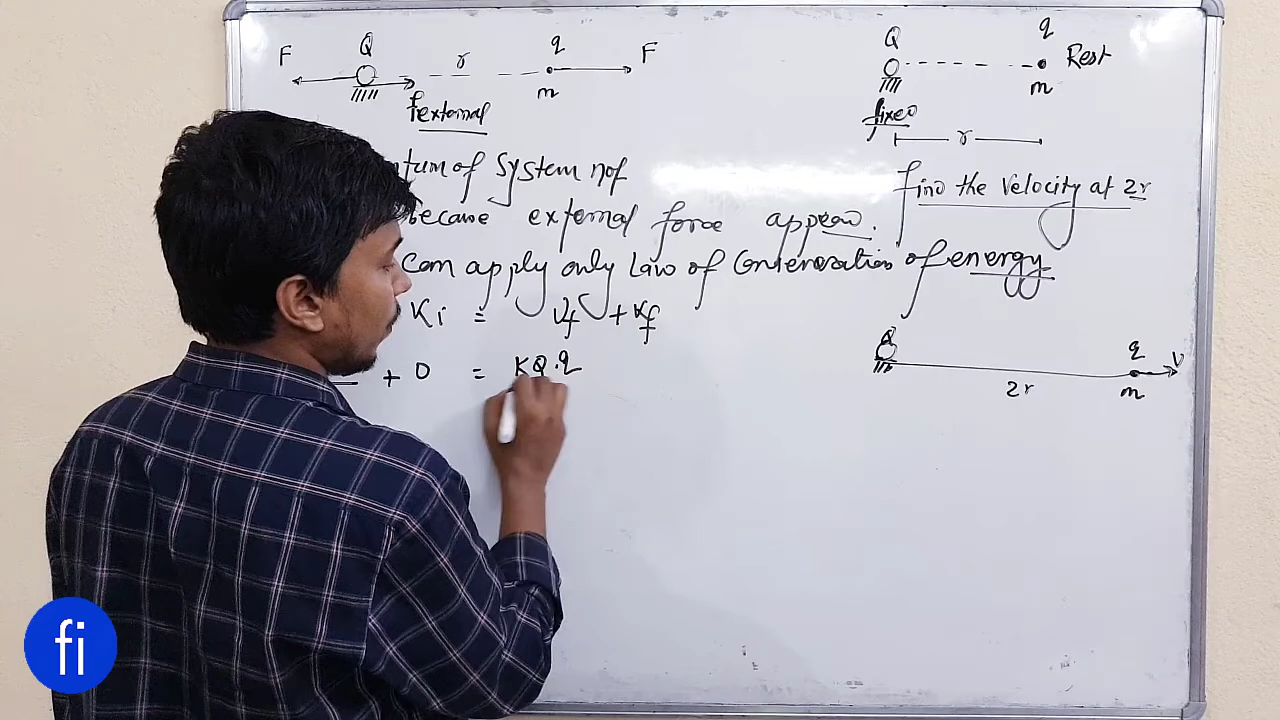 F Q r q F
m
fexternal
Q q Rest
m
fixed
r
ntum of System not
because external force appear.
Can apply only Law of Conservation of energy
Ki = Uf + Kf
+ 0 = KQ.q
find the velocity at 2r
Q q V
2r m
fi